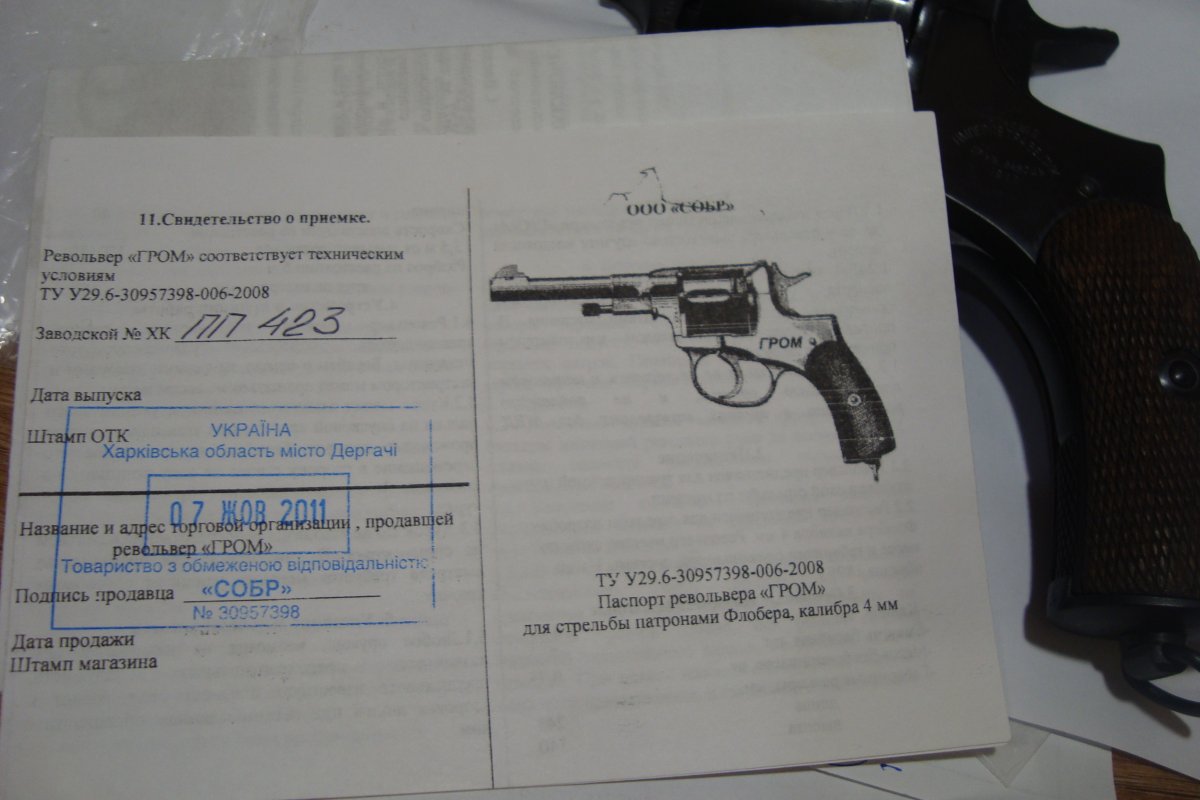 11.Свидетельство о приемке.
Револьвер «ГРОМ» соответствует техническим
условиям
ТУ У29.6-30957398-006-2008
Заводской № ХК ПП 423
Дата выпуска
Штамп ОТК
УКРАЇНА
Харківська область місто Дергачі
07 ЖОВ 2011
Название и адрес торговой организации , продавшей
револьвер «ГРОМ»
Товариство з обмеженою відповідальністю
«СОБР»
Подпись продавца
№ 30957398
Дата продажи
Штамп магазина
ООО «СОБР»
ГРОМ
ТУ У29.6-30957398-006-2008
Паспорт револьвера «ГРОМ»
для стрельбы патронами Флобера, калибра 4 мм